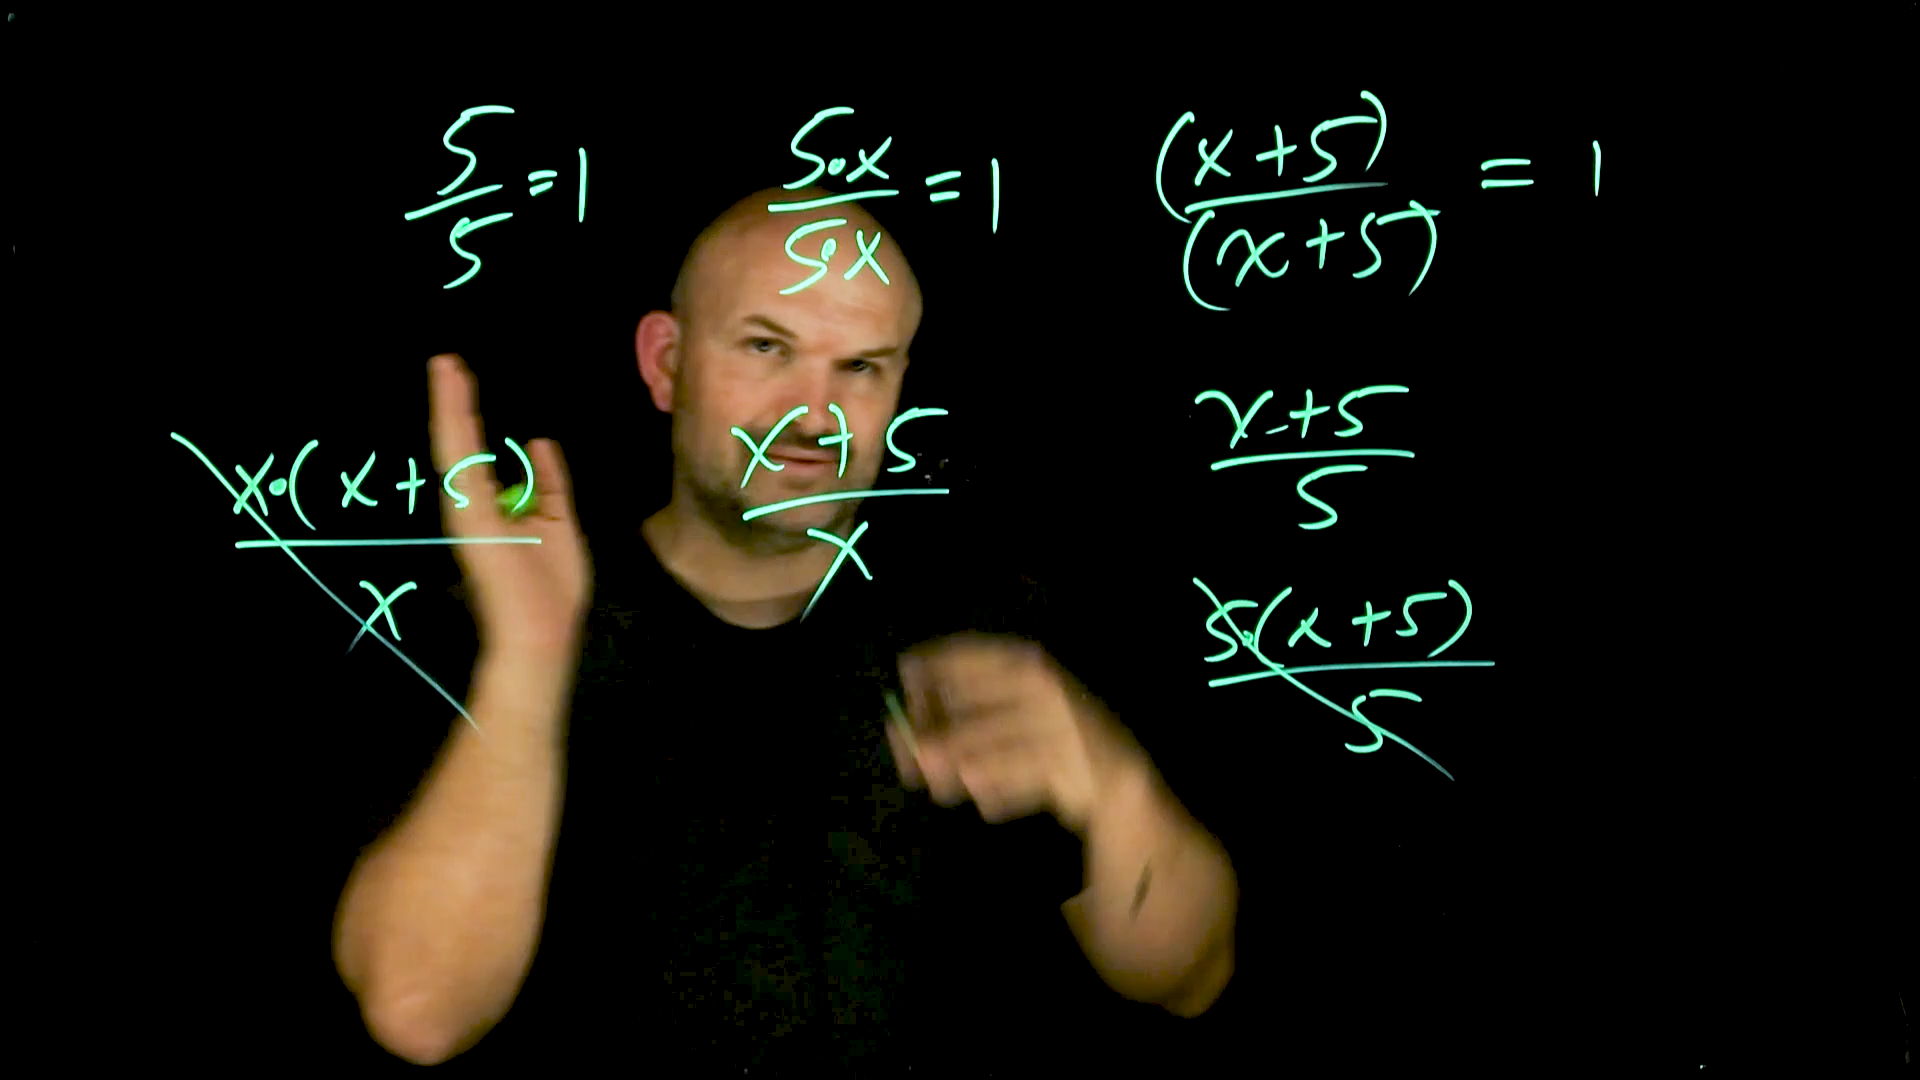 5/5 = 1
5·x/5·x = 1
(x+5)/(x+5) = 1
x·(x+5)/x
x+5/x
x+5/5
5·(x+5)/5